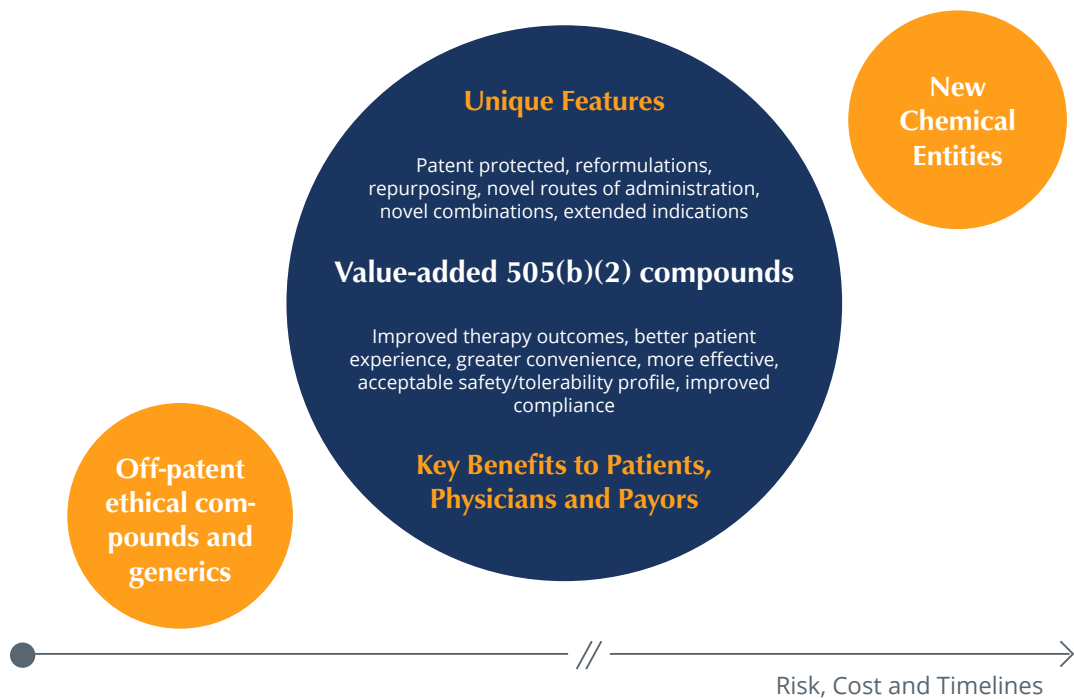 Unique Features
Patent protected, reformulations,
repurposing, novel routes of administration,
novel combinations, extended indications
Value-added 505(b)(2) compounds
Improved therapy outcomes, better patient
experience, greater convenience, more effective,
acceptable safety/tolerability profile, improved
compliance
Key Benefits to Patients,
Physicians and Payors
New
Chemical
Entities
Off-patent
ethical com-
pounds and
generics
Risk, Cost and Timelines